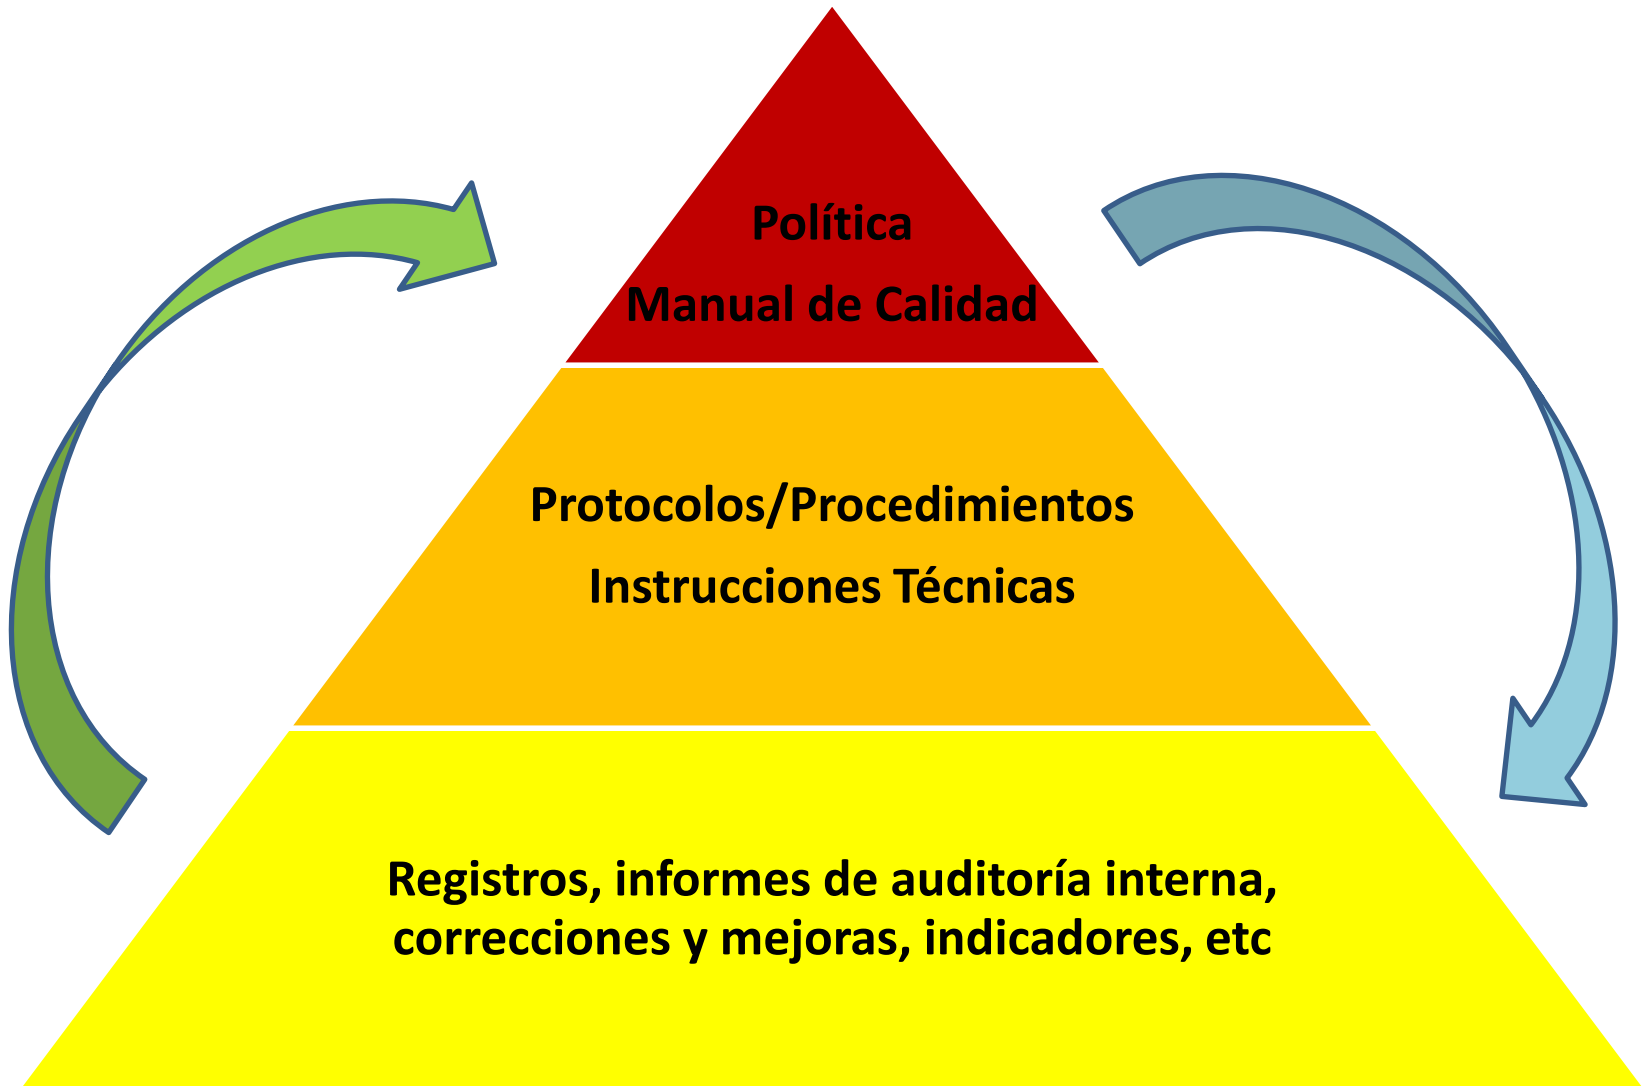 Política
Manual de Calidad
Protocolos/Procedimientos
Instrucciones Técnicas
Registros, informes de auditoría interna,
correcciones y mejoras, indicadores, etc